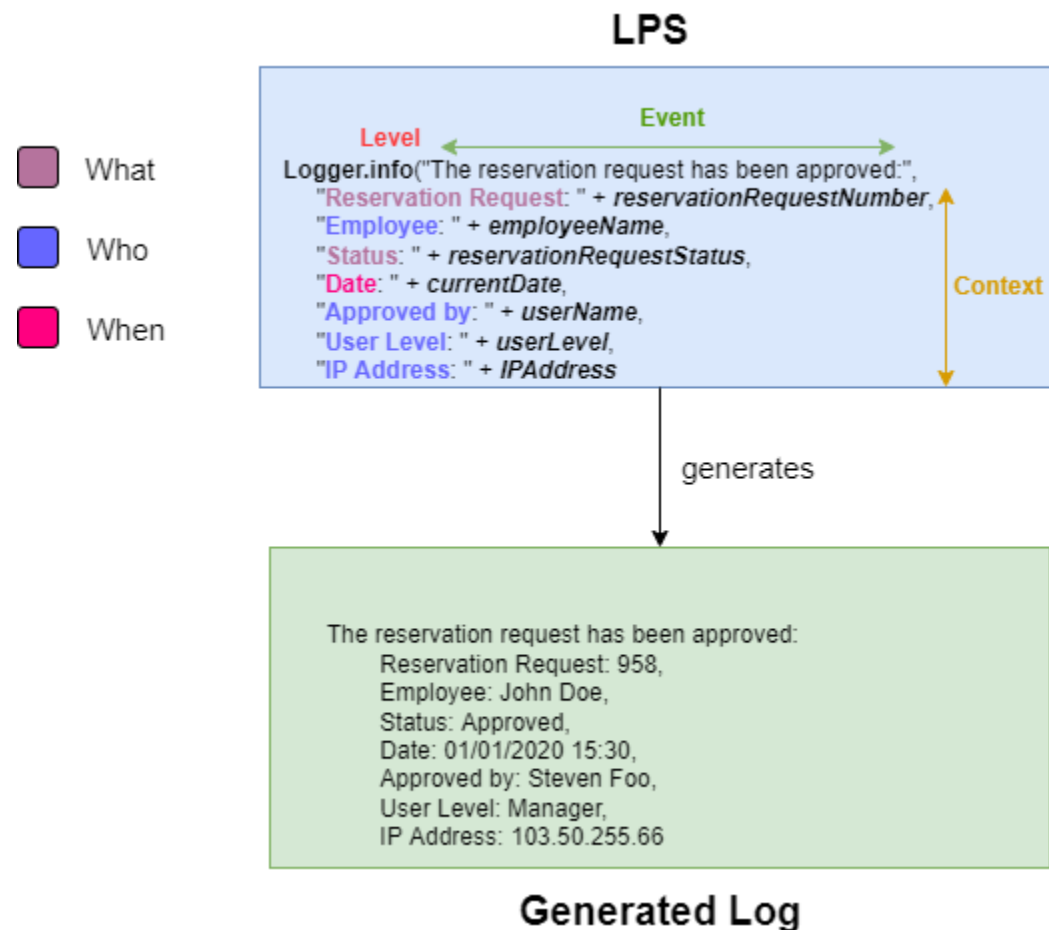 LPS
What
Who
When
Level
Event
Logger.info("The reservation request has been approved:",
"Reservation Request: " + reservationRequestNumber,
"Employee: " + employeeName,
"Status: " + reservationRequestStatus,
"Date: " + currentDate,
"Approved by: " + userName,
"User Level: " + userLevel,
"IP Address: " + IPAddress
Context
generates
The reservation request has been approved:
Reservation Request: 958,
Employee: John Doe,
Status: Approved,
Date: 01/01/2020 15:30,
Approved by: Steven Foo,
User Level: Manager,
IP Address: 103.50.255.66
Generated Log